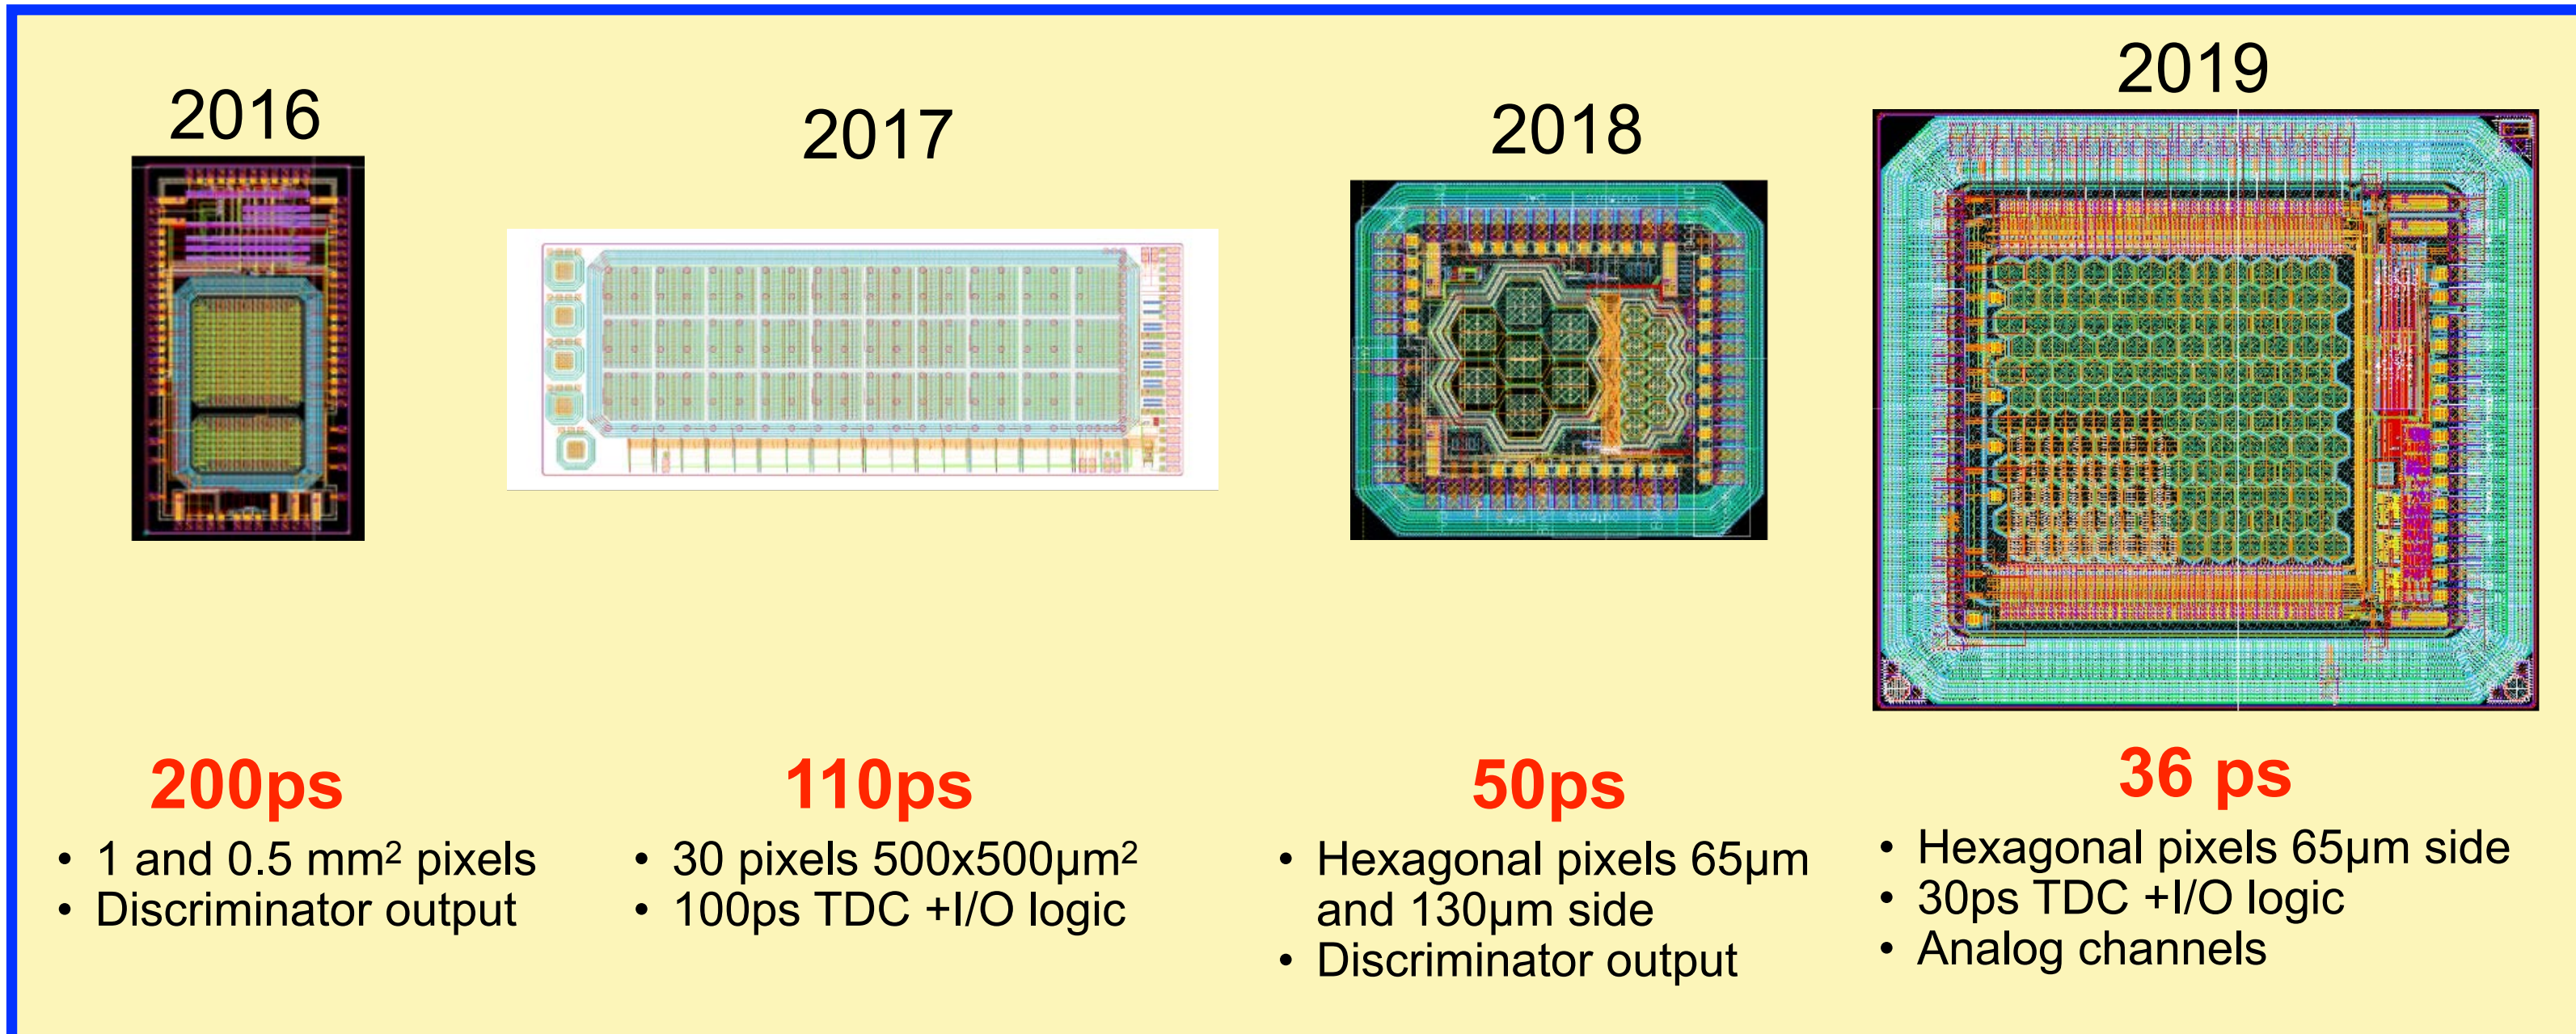 2016
200ps
• 1 and 0.5 mm² pixels
• Discriminator output
2017
110ps
• 30 pixels 500x500µm²
• 100ps TDC +I/O logic
2018
50ps
• Hexagonal pixels 65µm
and 130µm side
• Discriminator output
2019
36 ps
• Hexagonal pixels 65µm side
• 30ps TDC +I/O logic
• Analog channels